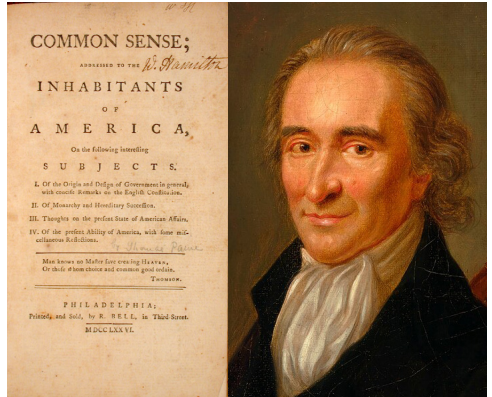 COMMON SENSE;
ADDRESSED TO THE
W. Hamilton
INHABITANTS
OF
AMERICA,
On the following interesting
SUBJECTS.
I. Of the Origin and Design of Government in general,
with concise Remarks on the English Constitution.
II. Of Monarchy and Hereditary Succession.
III. Thoughts on the present State of American Affairs.
IV. Of the present Ability of America, with some mis-
cellaneous Reflections.
By Thomas Paine
Man knows no Master save creating HEAVEN,
Or those whom choice and common good ordain.
THOMSON.
PHILADELPHIA;
Printed, and Sold, by R. BELL, in Third-Street.
MDCCLXXVI.